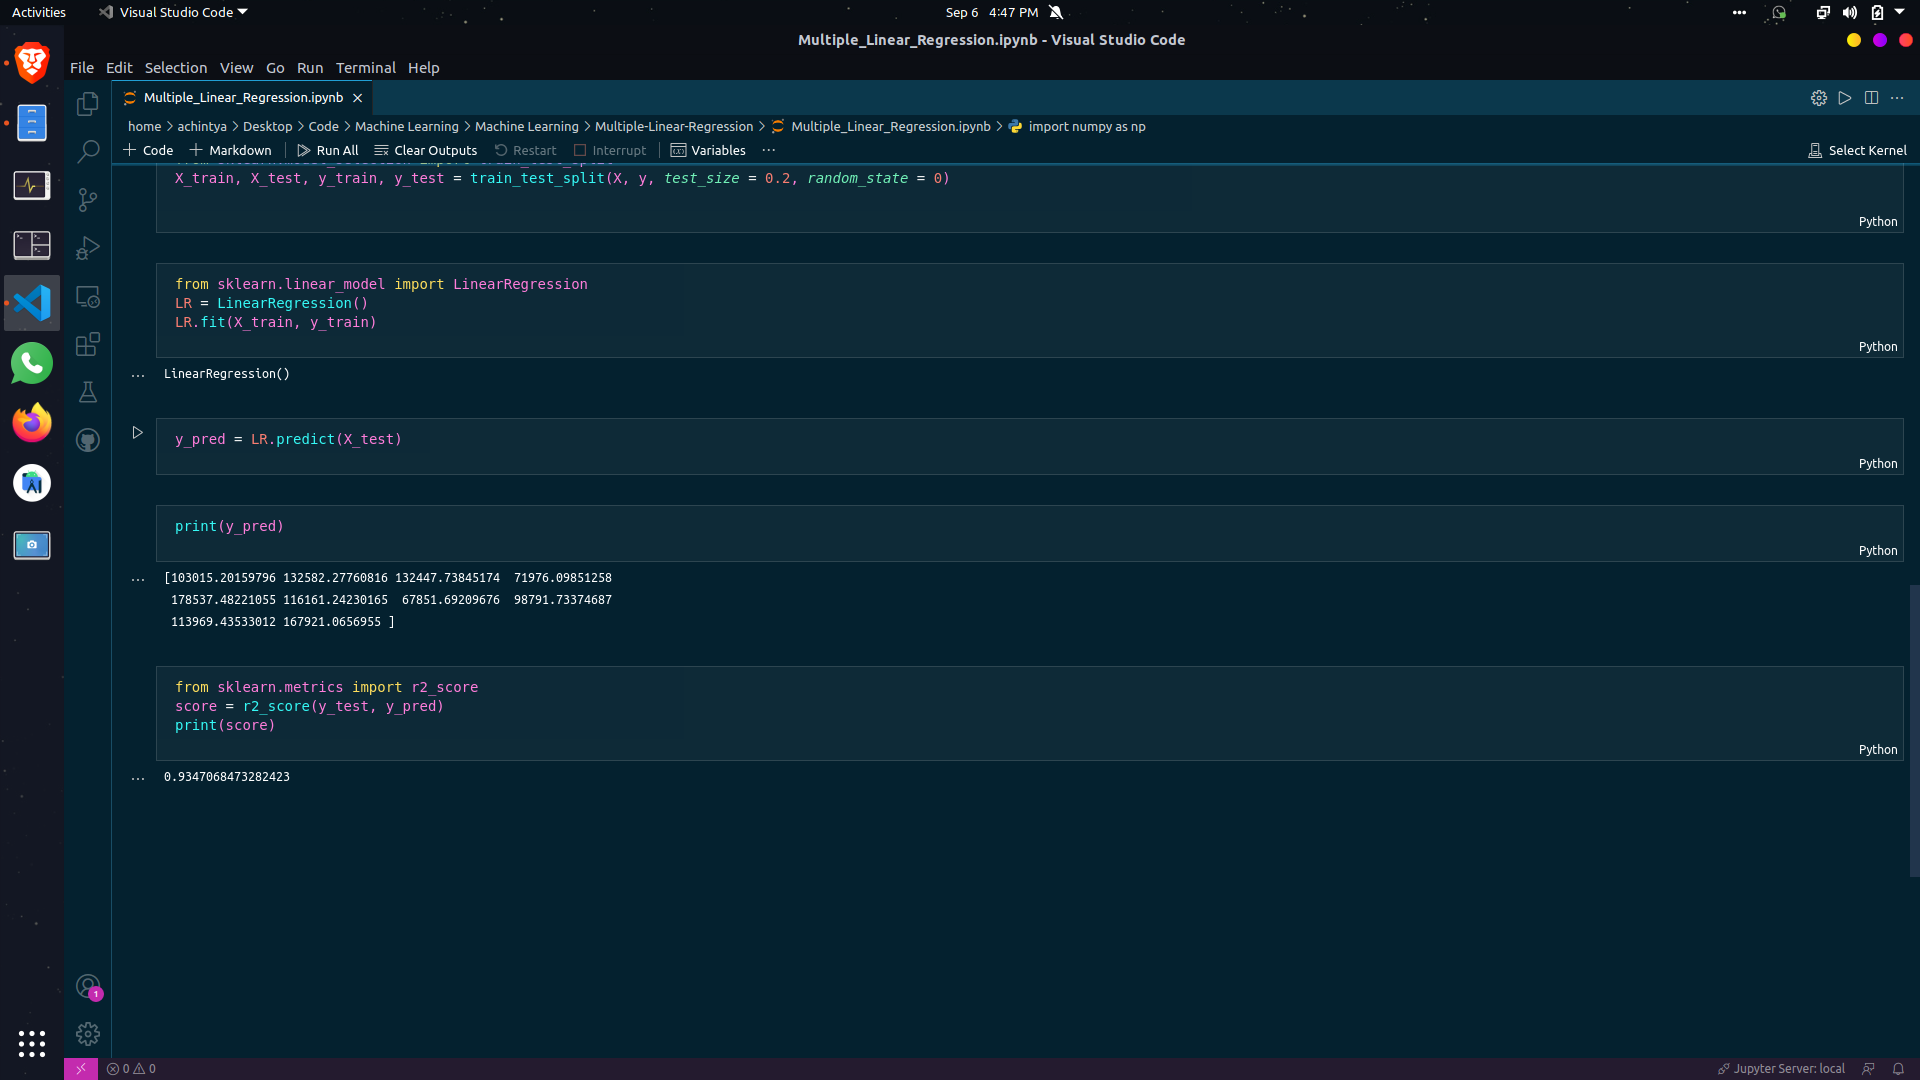 Activities Visual Studio Code Sep 6 4:47 PM
Multiple_Linear_Regression.ipynb - Visual Studio Code
File Edit Selection View Go Run Terminal Help
Multiple_Linear_Regression.ipynb
home > achintya > Desktop > Code > Machine Learning > Machine Learning > Multiple-Linear-Regression > Multiple_Linear_Regression.ipynb > import numpy as np
Code Markdown Run All Clear Outputs Restart Interrupt Variables ... Select Kernel
X_train, X_test, y_train, y_test = train_test_split(X, y, test_size = 0.2, random_state = 0)
Python
from sklearn.linear_model import LinearRegression
LR = LinearRegression()
LR.fit(X_train, y_train)
Python
... LinearRegression()
y_pred = LR.predict(X_test)
Python
print(y_pred)
Python
... [103015.20159796 132582.27760816 132447.73845174 71976.09851258
178537.48221055 116161.24230165 67851.69209676 98791.73374687
113969.43533012 167921.0656955 ]
from sklearn.metrics import r2_score
score = r2_score(y_test, y_pred)
print(score)
Python
... 0.9347068473282423
1
0 0 Jupyter Server: local